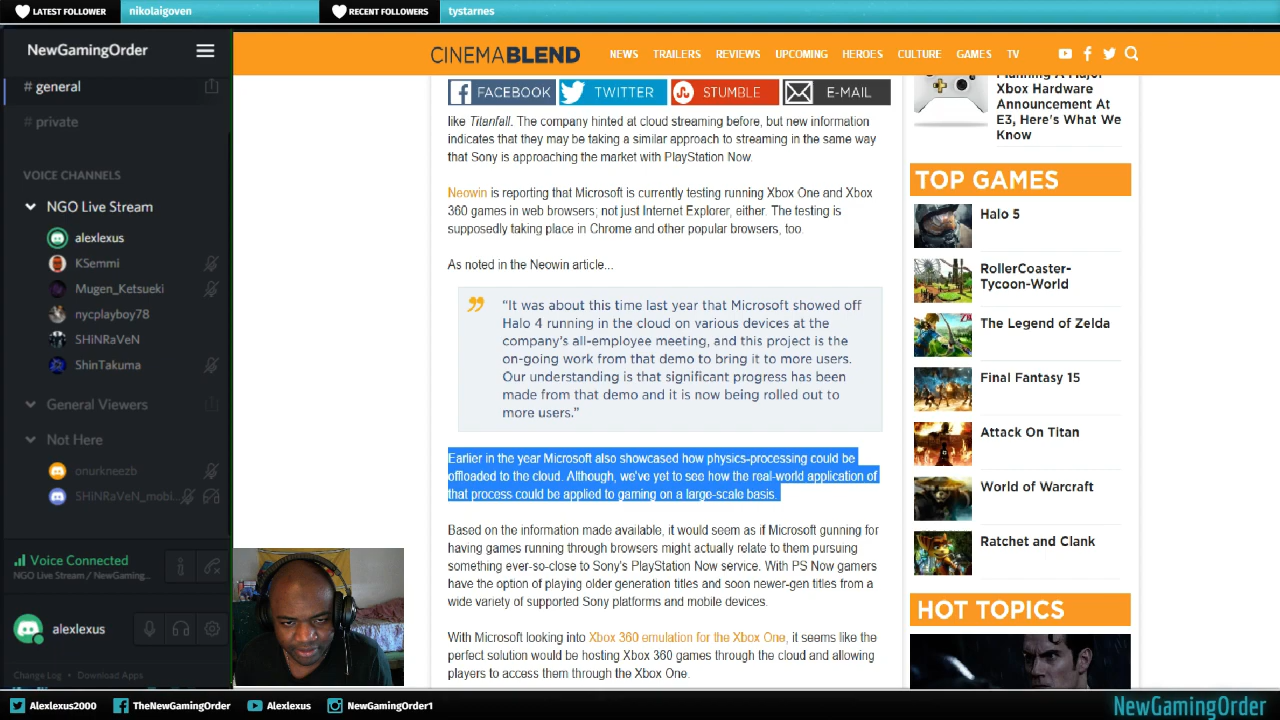 LATEST FOLLOWER
nikolaigoven
RECENT FOLLOWERS
tystarnes
NewGamingOrder
# general
# private
VOICE CHANNELS
NGO Live Stream
alexlexus
KSemmi
Mugen_Ketsueki
nycplayboy78
SHiNRaVeN
ShinTakuma
General Viewers
Not Here
onurkneezb
SHiNRaVeN_mobi...
Voice Connected
NGO Live Stream / NewGaming...
alexlexus
Change Log • Download Apps
CINEMABLEND
NEWS
TRAILERS
REVIEWS
UPCOMING
HEROES
CULTURE
GAMES
TV
FACEBOOK
TWITTER
STUMBLE
E-MAIL
like Titanfall. The company hinted at cloud streaming before, but new information
indicates that they may be taking a similar approach to streaming in the same way
that Sony is approaching the market with PlayStation Now.
Neowin is reporting that Microsoft is currently testing running Xbox One and Xbox
360 games in web browsers; not just Internet Explorer, either. The testing is
supposedly taking place in Chrome and other popular browsers, too.
As noted in the Neowin article...
“It was about this time last year that Microsoft showed off
Halo 4 running in the cloud on various devices at the
company’s all-employee meeting, and this project is the
on-going work from that demo to bring it to more users.
Our understanding is that significant progress has been
made from that demo and it is now being rolled out to
more users.”
Earlier in the year Microsoft also showcased how physics-processing could be
offloaded to the cloud. Although, we've yet to see how the real-world application of
that process could be applied to gaming on a large-scale basis.
Based on the information made available, it would seem as if Microsoft gunning for
having games running through browsers might actually relate to them pursuing
something ever-so-close to Sony's PlayStation Now service. With PS Now gamers
have the option of playing older generation titles and soon newer-gen titles from a
wide variety of supported Sony platforms and mobile devices.
With Microsoft looking into Xbox 360 emulation for the Xbox One, it seems like the
perfect solution would be hosting Xbox 360 games through the cloud and allowing
players to access them through the Xbox One.
Planning A Major
Xbox Hardware
Announcement At
E3, Here's What We
Know
TOP GAMES
Halo 5
RollerCoaster-
Tycoon-World
The Legend of Zelda
Final Fantasy 15
Attack On Titan
World of Warcraft
Ratchet and Clank
HOT TOPICS
Alexlexus2000
TheNewGamingOrder
Alexlexus
NewGamingOrder1
NewGamingOrder